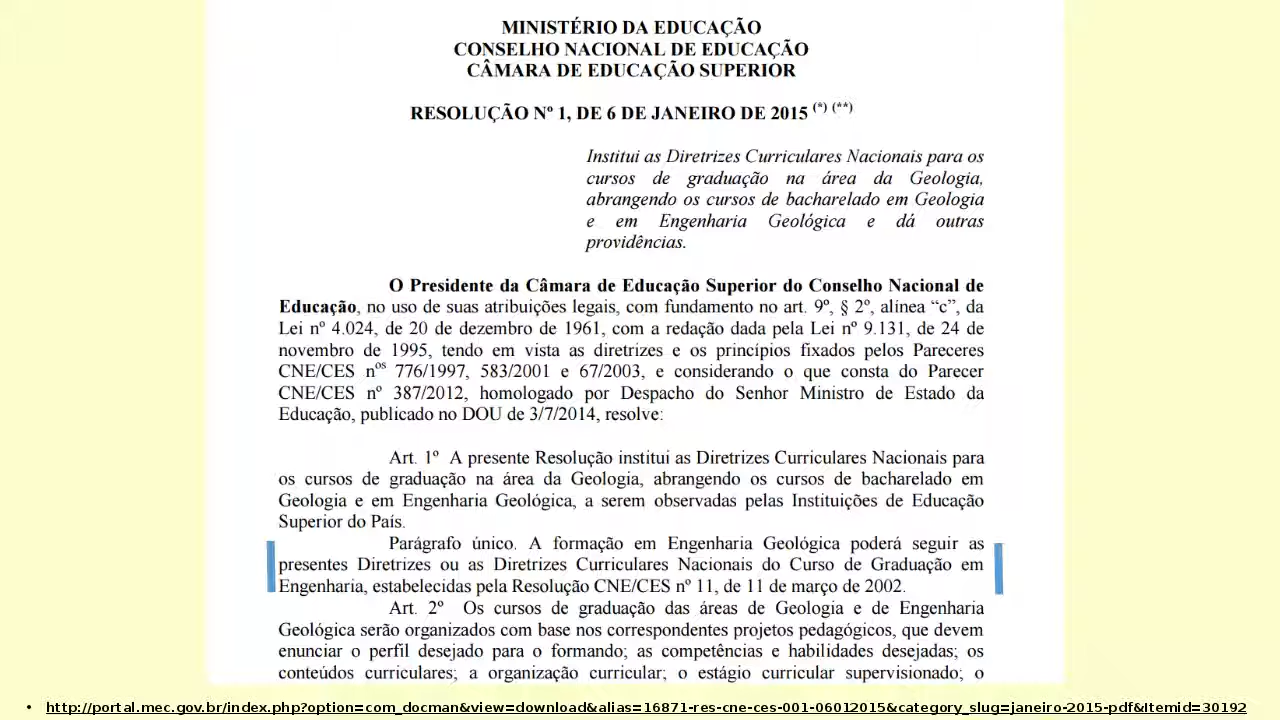 MINISTÉRIO DA EDUCAÇÃO
CONSELHO NACIONAL DE EDUCAÇÃO
CÂMARA DE EDUCAÇÃO SUPERIOR
RESOLUÇÃO Nº 1, DE 6 DE JANEIRO DE 2015 (*) (**)
Institui as Diretrizes Curriculares Nacionais para os
cursos de graduação na área da Geologia,
abrangendo os cursos de bacharelado em Geologia
e em Engenharia Geológica e dá outras
providências.
O Presidente da Câmara de Educação Superior do Conselho Nacional de
Educação, no uso de suas atribuições legais, com fundamento no art. 9º, § 2º, alínea “c”, da
Lei nº 4.024, de 20 de dezembro de 1961, com a redação dada pela Lei nº 9.131, de 24 de
novembro de 1995, tendo em vista as diretrizes e os princípios fixados pelos Pareceres
CNE/CES nos 776/1997, 583/2001 e 67/2003, e considerando o que consta do Parecer
CNE/CES nº 387/2012, homologado por Despacho do Senhor Ministro de Estado da
Educação, publicado no DOU de 3/7/2014, resolve:
Art. 1º A presente Resolução institui as Diretrizes Curriculares Nacionais para
os cursos de graduação na área da Geologia, abrangendo os cursos de bacharelado em
Geologia e em Engenharia Geológica, a serem observadas pelas Instituições de Educação
Superior do País.
Parágrafo único. A formação em Engenharia Geológica poderá seguir as
presentes Diretrizes ou as Diretrizes Curriculares Nacionais do Curso de Graduação em
Engenharia, estabelecidas pela Resolução CNE/CES nº 11, de 11 de março de 2002.
Art. 2º Os cursos de graduação das áreas de Geologia e de Engenharia
Geológica serão organizados com base nos correspondentes projetos pedagógicos, que devem
enunciar o perfil desejado para o formando; as competências e habilidades desejadas; os
conteúdos curriculares; a organização curricular; o estágio curricular supervisionado; o
• http://portal.mec.gov.br/index.php?option=com_docman&view=download&alias=16871-res-cne-ces-001-06012015&category_slug=janeiro-2015-pdf&Itemid=30192